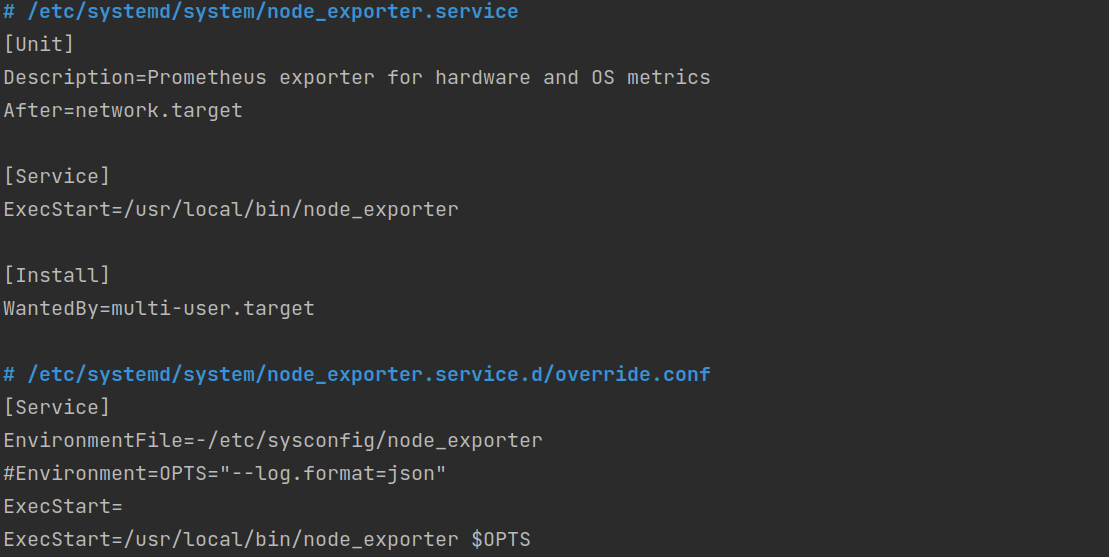 # /etc/systemd/system/node_exporter.service
[Unit]
Description=Prometheus exporter for hardware and OS metrics
After=network.target
[Service]
ExecStart=/usr/local/bin/node_exporter
[Install]
WantedBy=multi-user.target
# /etc/systemd/system/node_exporter.service.d/override.conf
[Service]
EnvironmentFile=-/etc/sysconfig/node_exporter
#Environment=OPTS="--log.format=json"
ExecStart=
ExecStart=/usr/local/bin/node_exporter $OPTS